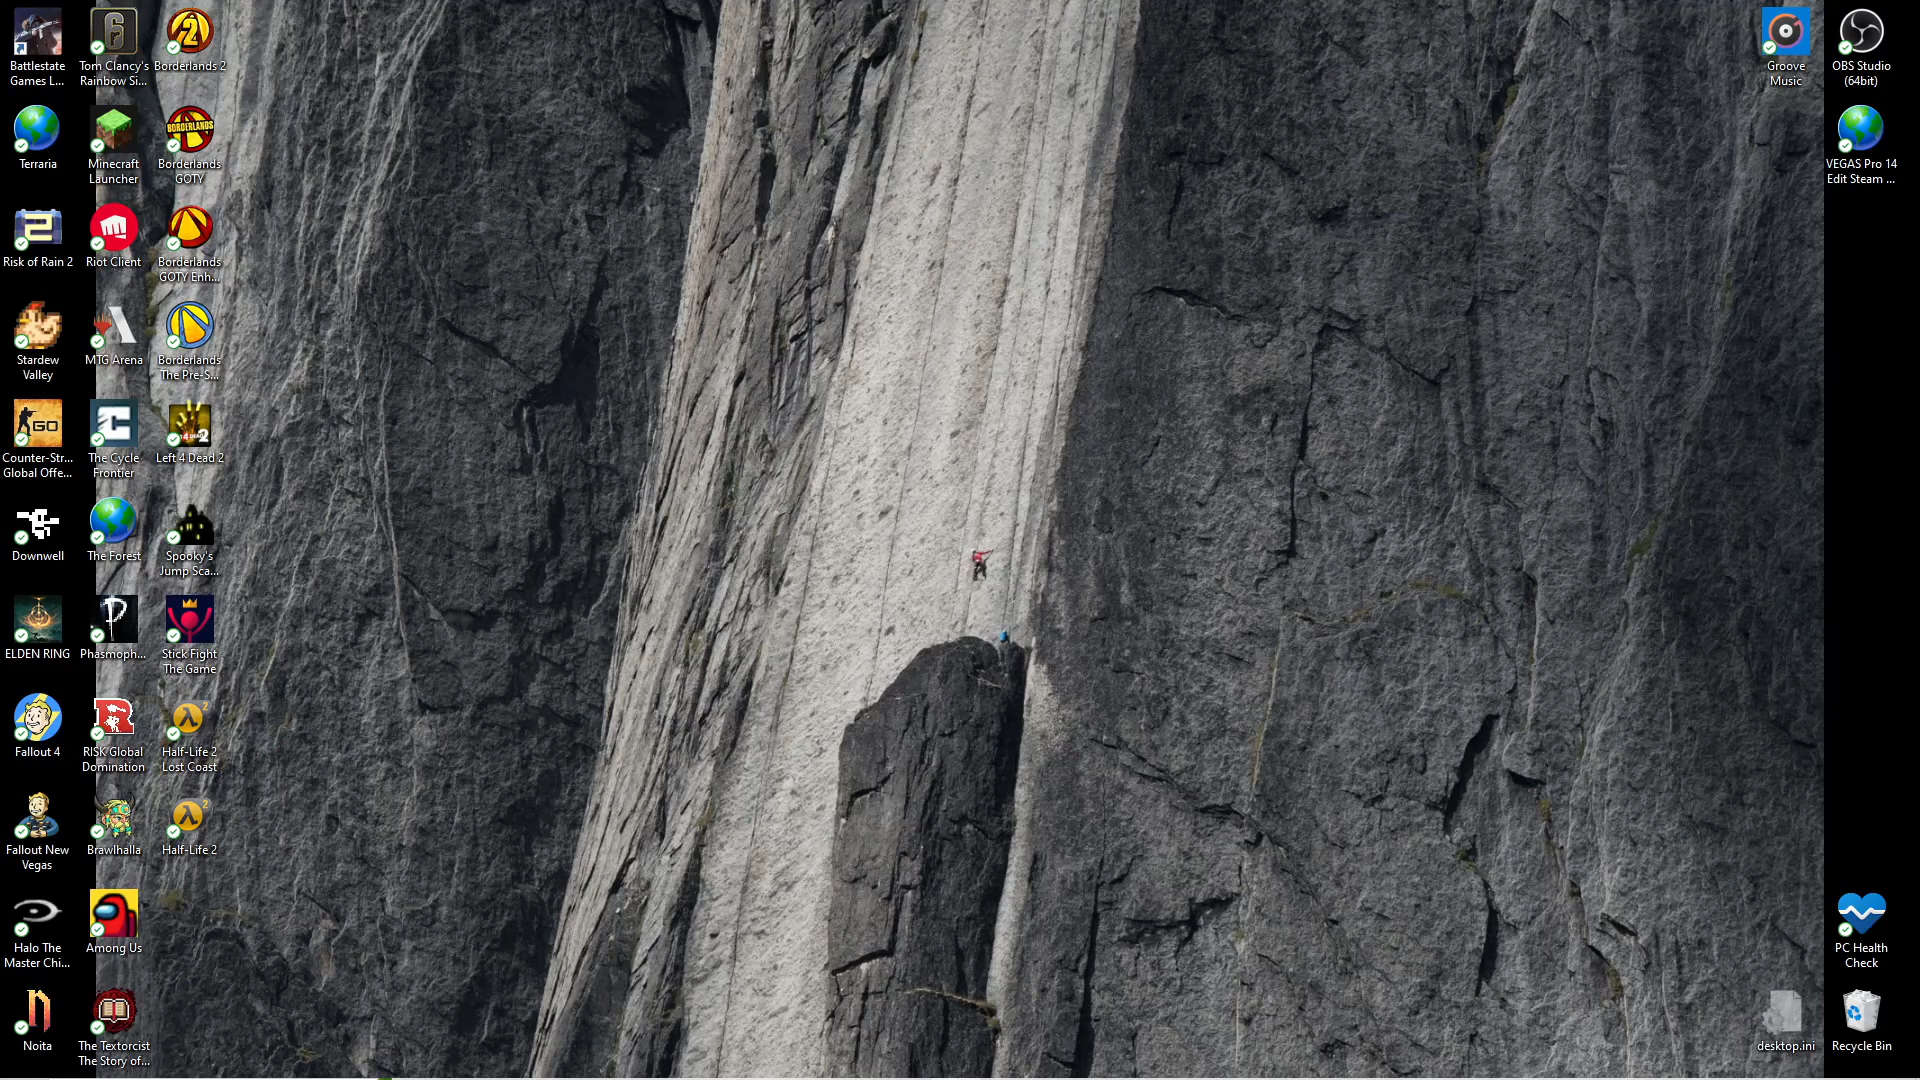 Battlestate
Games L...
Tom Clancy's
Rainbow Si...
Borderlands 2
Groove
Music
OBS Studio
(64bit)
Terraria
Minecraft
Launcher
BORDERLANDS
Borderlands
GOTY
VEGAS Pro 14
Edit Steam ...
Risk of Rain 2
Riot Client
Borderlands
GOTY Enh...
Stardew
Valley
MTG Arena
Borderlands
The Pre-S...
GO
Counter-Str...
Global Offe...
The Cycle
Frontier
Left 4 Dead 2
Downwell
The Forest
Spooky's
Jump Sca...
ELDEN RING
Phasmoph...
Stick Fight
The Game
Fallout 4
RISK Global
Domination
Half-Life 2
Lost Coast
Fallout New
Vegas
Brawlhalla
Half-Life 2
Halo The
Master Chi...
Among Us
PC Health
Check
Noita
The Textorcist
The Story of...
desktop.ini
Recycle Bin